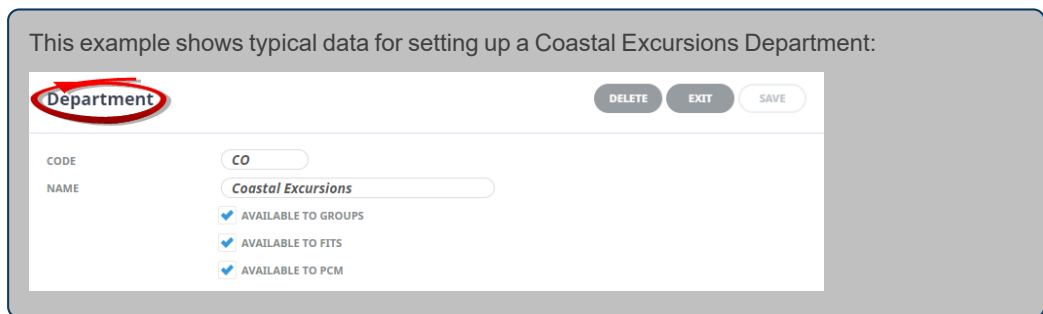 This example shows typical data for setting up a Coastal Excursions Department:
Department DELETE EXIT SAVE
CODE CO
NAME Coastal Excursions
AVAILABLE TO GROUPS
AVAILABLE TO FITS
AVAILABLE TO PCM